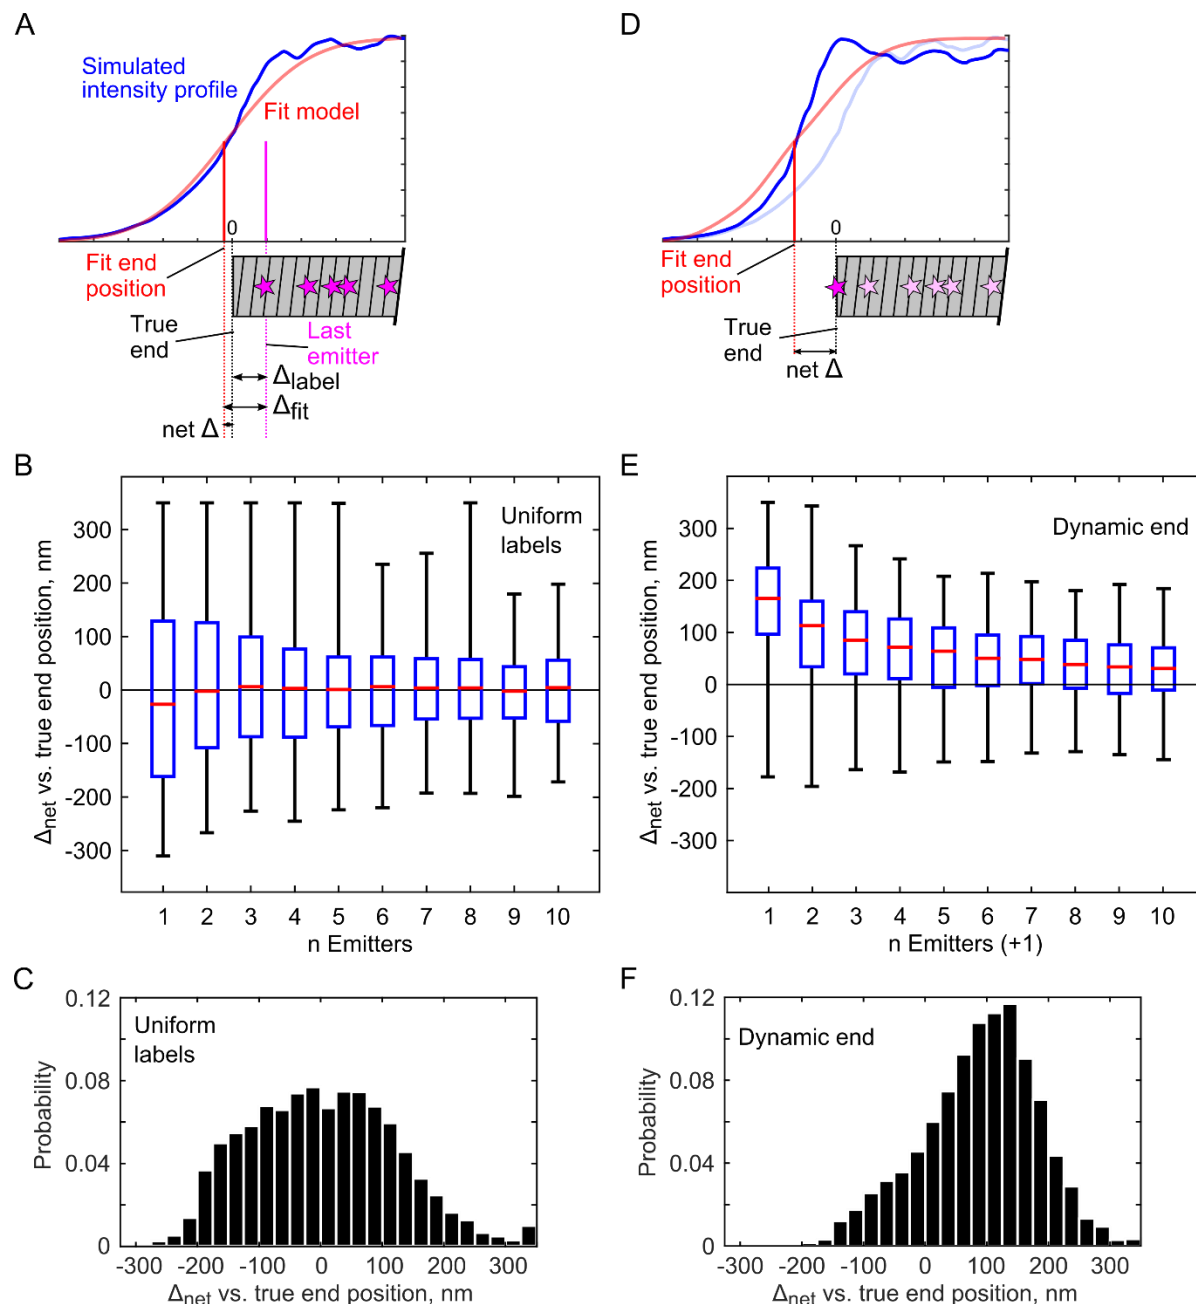 A
Simulated
intensity profile
Fit model
0
Fit end
position
True
end
Last
emitter
Δlabel
Δfit
net Δ
D
0
Fit end
position
True
end
net Δ
B
Δnet vs. true end position, nm
300
200
100
0
-100
-200
-300
Uniform
labels
1 2 3 4 5 6 7 8 9 10
n Emitters
E
Δnet vs. true end position, nm
300
200
100
0
-100
-200
-300
Dynamic end
1 2 3 4 5 6 7 8 9 10
n Emitters (+1)
C
Probability
0.12
0.08
0.04
0
Uniform
labels
-300 -200 -100 0 100 200 300
Δnet vs. true end position, nm
F
Probability
0.12
0.08
0.04
0
Dynamic end
-300 -200 -100 0 100 200 300
Δnet vs. true end position, nm